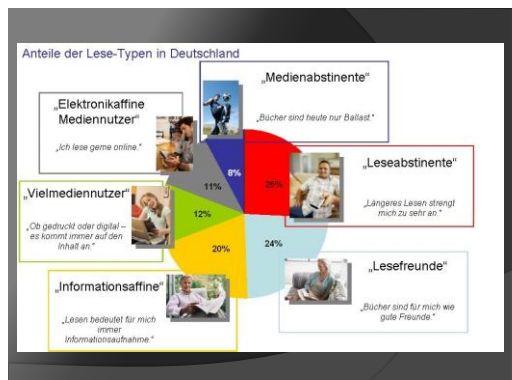 Anteile der Lese-Typen in Deutschland
„Medienabstinente“
„Bücher sind heute nur Ballast.“
„Elektronikaffine
Mediennutzer“
„Ich lese gerne online.“
8%
„Leseabstinente“
25%
„Längeres Lesen strengt
mich zu sehr an.“
11%
„Vielmediennutzer“
12%
„Ob gedruckt oder digital –
es kommt immer auf den
Inhalt an.“
24%
20%
„Lesefreunde“
„Bücher sind für mich wie
gute Freunde.“
„Informationsaffine“
„Lesen bedeutet für mich
immer
Informationsaufnahme.“